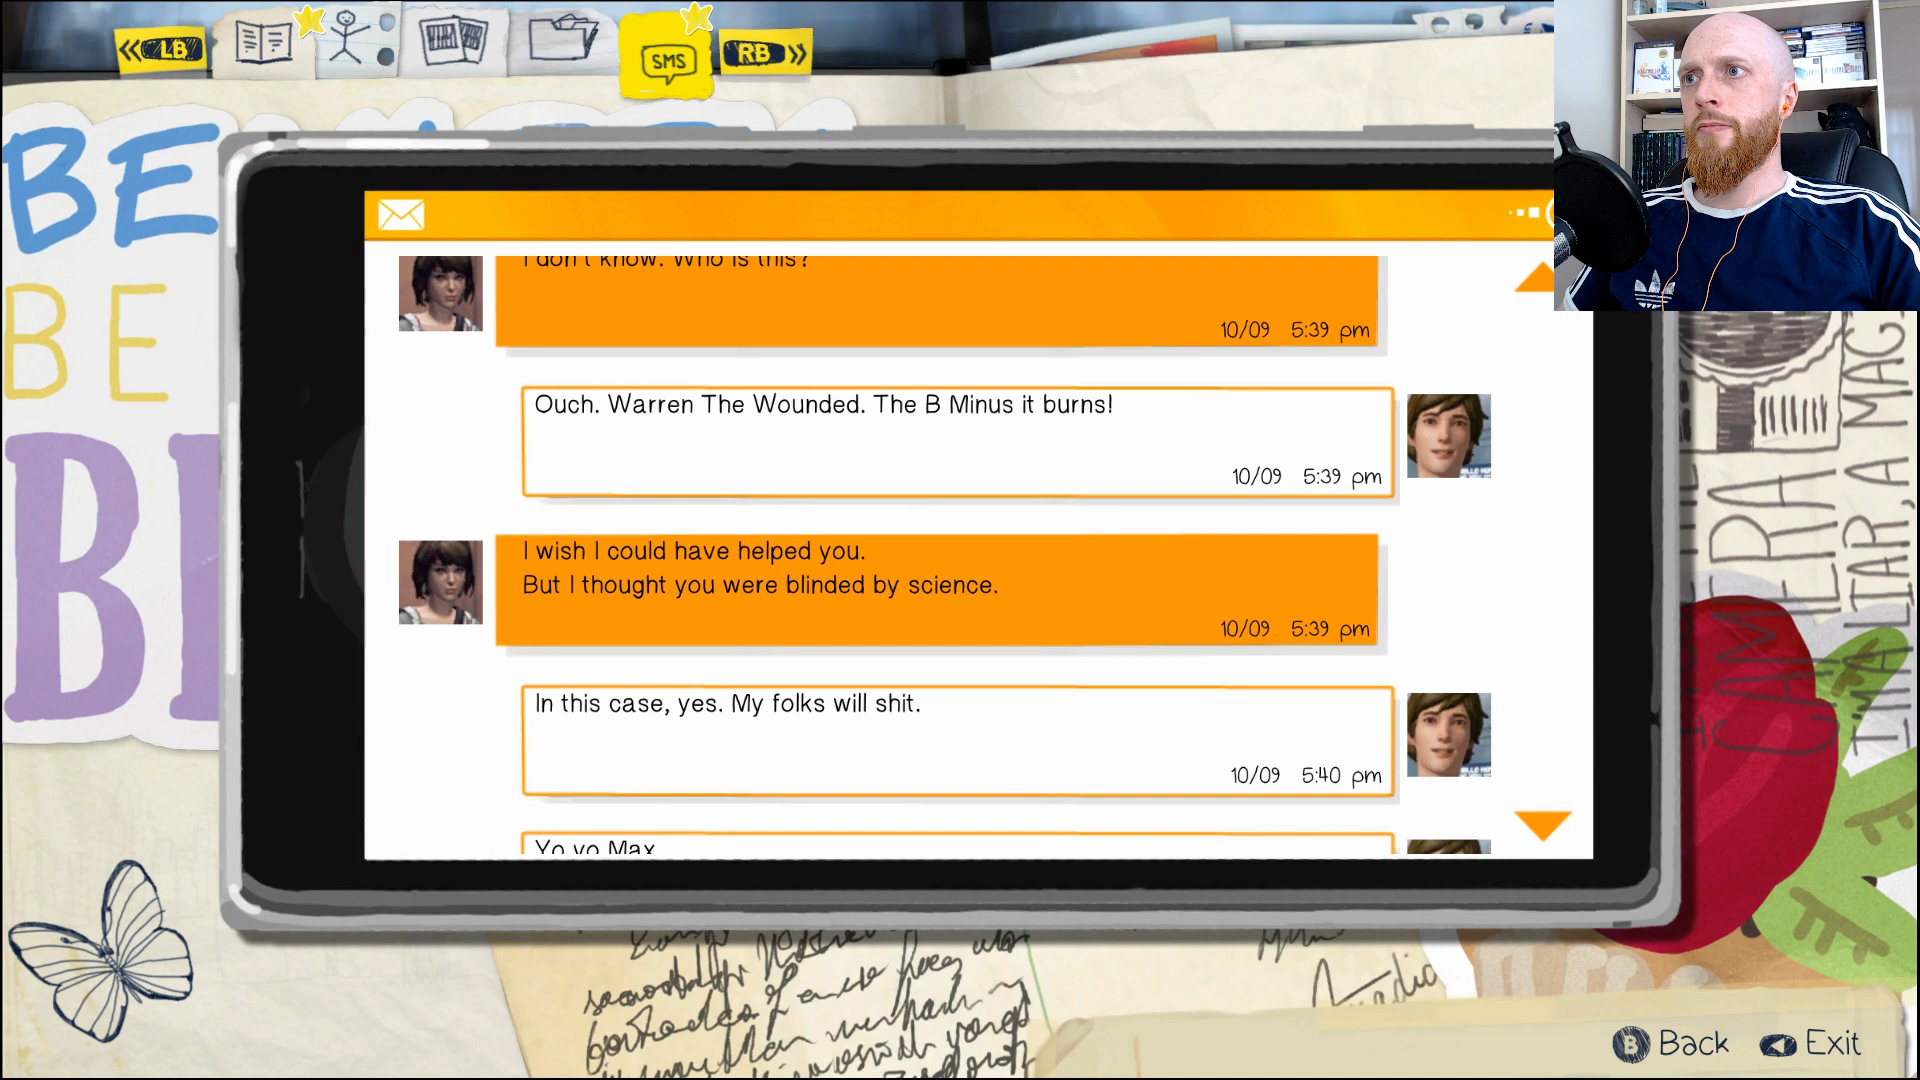 LB
SMS
RB
BE
BE
I don't know. Who is this?
10/09 5:39 pm
Ouch. Warren The Wounded. The B Minus it burns!
10/09 5:39 pm
I wish I could have helped you.
But I thought you were blinded by science.
10/09 5:39 pm
In this case, yes. My folks will shit.
10/09 5:40 pm
Yo yo Max
CAMERA
A MAG
B Back
Exit